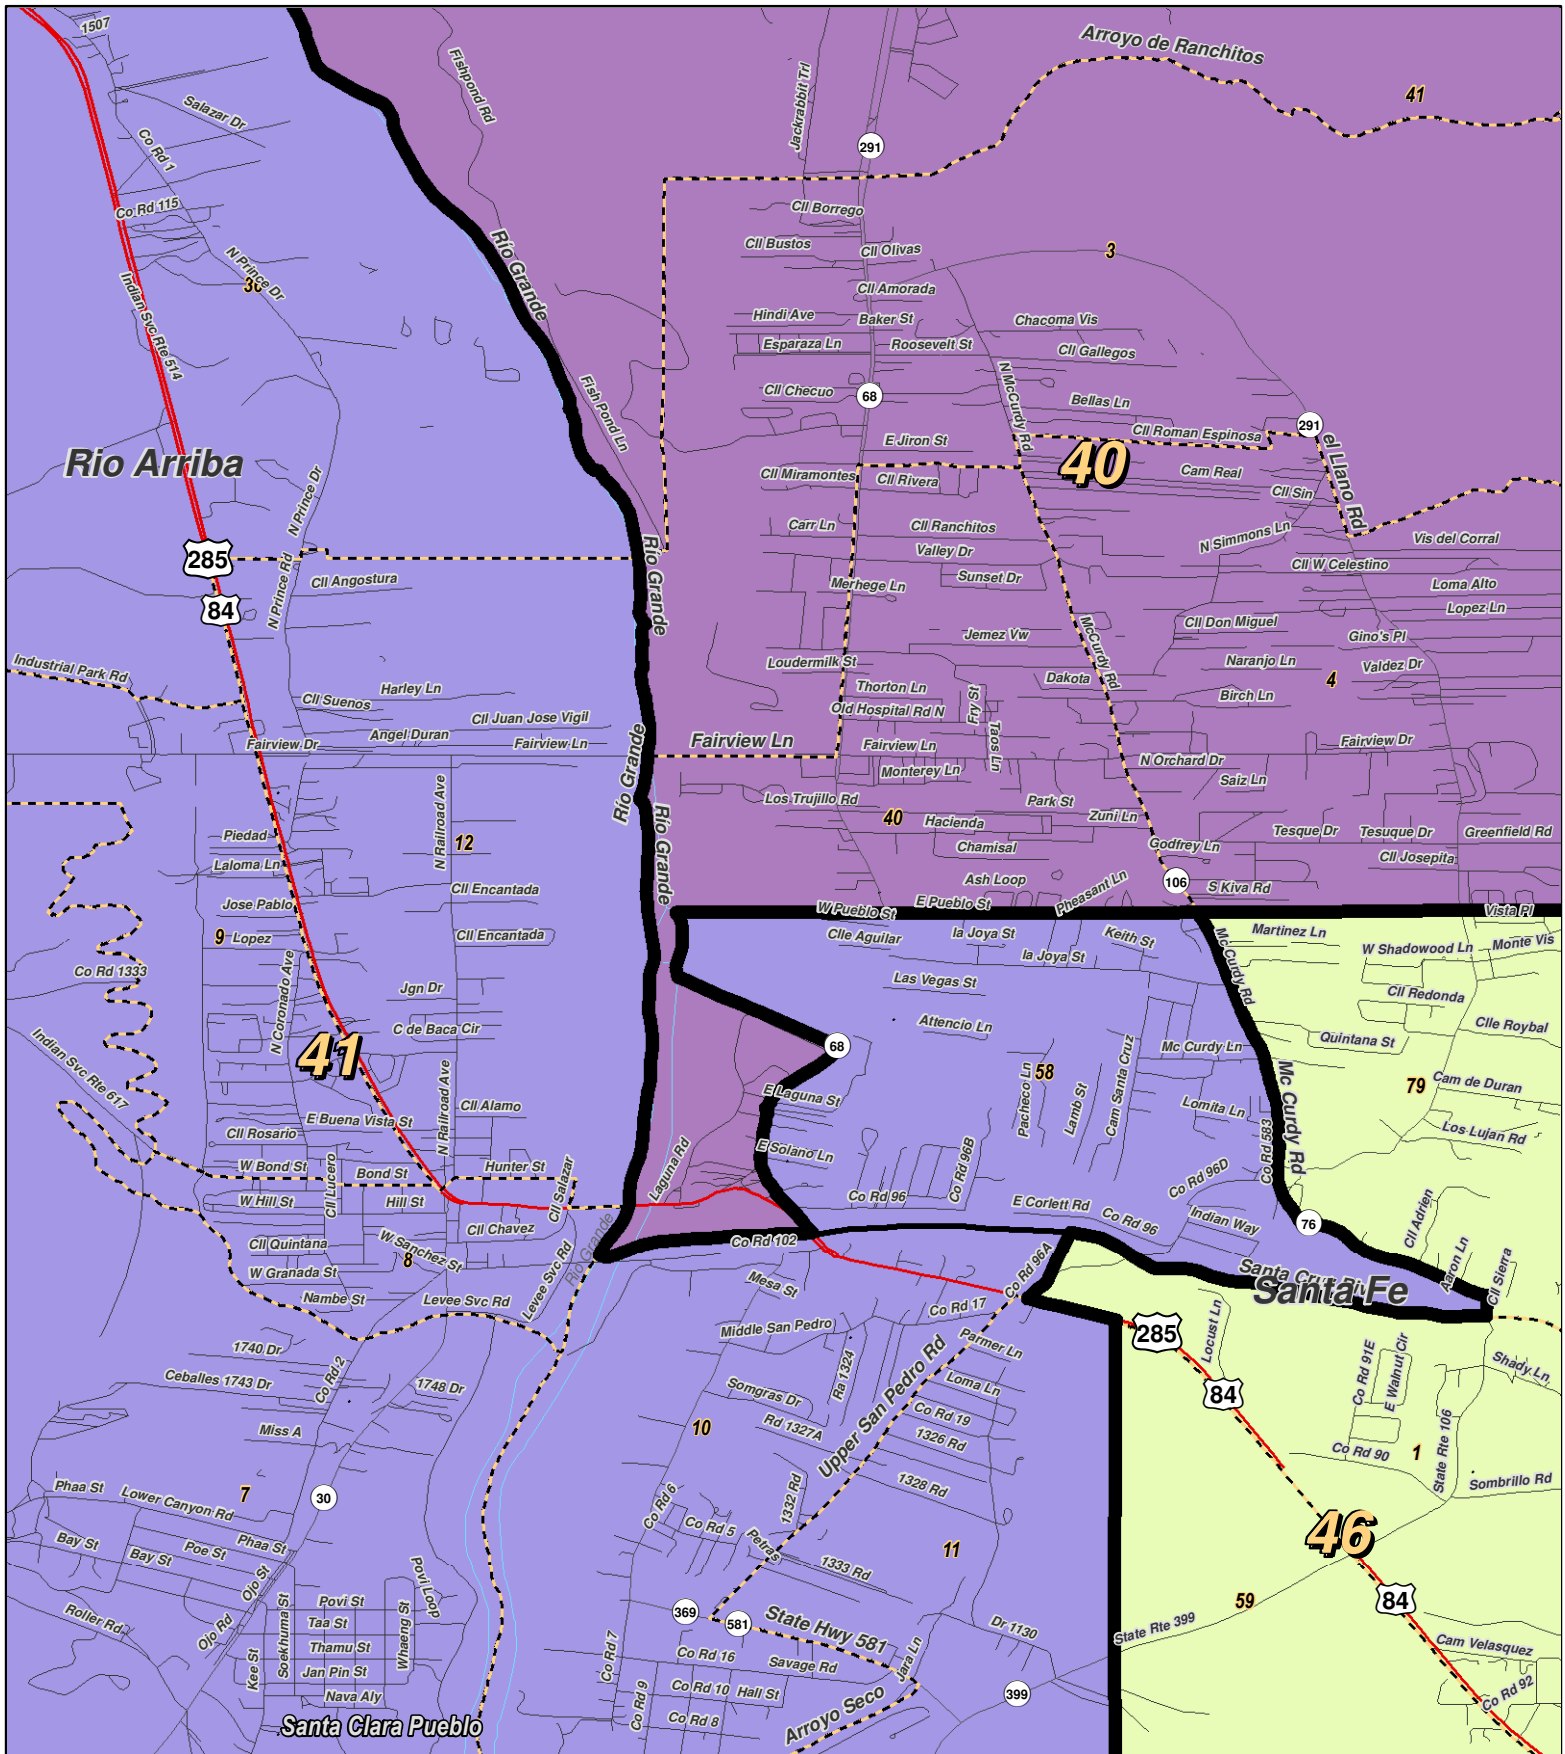 1507
Salazar Dr
Co Rd 1
Co Rd 115
N Prince Dr
36
Indian Svc Rte 514
Fishpond Rd
Jackrabbit Trl
291
Arroyo de Ranchitos
41
Cll Borrego
Cll Bustos
Cll Olivas
3
Cll Amorada
Río Grande
Hindi Ave
Baker St
Chacoma Vis
Esparaza Ln
Roosevelt St
Cll Gallegos
Fish Pond Ln
Cll Checuo
68
N McCurdy Rd
Bellas Ln
E Jiron St
Cll Roman Espinosa
291
el Llano Rd
40
Rio Arriba
Cll Miramontes
Cll Rivera
Cam Real
Cll Sin
N Prince Dr
Carr Ln
Cll Ranchitos
N Simmons Ln
Vis del Corral
285
Valley Dr
Cll W Celestino
N Prince Rd
Cll Angostura
Río Grande
Merhege Ln
Sunset Dr
Loma Alto
84
Lopez Ln
Cll Don Miguel
Jemez Vw
McCurdy Rd
Gino's Pl
Industrial Park Rd
Loudermilk St
Naranjo Ln
Valdez Dr
Dakota
4
Harley Ln
Thorton Ln
Birch Ln
Cll Suenos
Old Hospital Rd N
Fry St
Cll Juan Jose Vigil
Angel Duran
Taos Ln
Fairview Dr
Fairview Ln
Río Grande
Fairview Ln
Fairview Ln
Fairview Dr
N Orchard Dr
Monterey Ln
Saiz Ln
N Railroad Ave
Los Trujillo Rd
Park St
Río Grande
40
Hacienda
Zuni Ln
Tesque Dr
Tesuque Dr
Greenfield Rd
Piedad
12
Chamisal
Godfrey Ln
Cll Josepita
Laloma Ln
Ash Loop
106
S Kiva Rd
Cll Encantada
Pheasant Ln
Jose Pablo
W Pueblo St
E Pueblo St
Vista Pl
9
Lopez
Cll Encantada
Clle Aguilar
la Joya St
Keith St
Mc Curdy Rd
Martinez Ln
W Shadowood Ln
Monte Vis
la Joya St
Co Rd 1333
N Coronado Ave
Jgn Dr
Las Vegas St
Cll Redonda
C de Baca Cir
Attencio Ln
Quintana St
Clle Roybal
41
68
Mc Curdy Ln
Indian Svc Rte 617
58
Pacheco Ln
Lamb St
Cam Santa Cruz
Mc Curdy Rd
79
Cam de Duran
N Railroad Ave
Cll Alamo
E Laguna St
Lomita Ln
E Buena Vista St
Los Lujan Rd
Cll Rosario
Co Rd 583
W Bond St
Bond St
Hunter St
E Solano Ln
Co Rd 96B
Laguna Rd
Co Rd 96D
Cll Lucero
Cll Salazar
Co Rd 96
W Hill St
Hill St
E Corlett Rd
Co Rd 96
Indian Way
Cll Adrien
76
Cll Chavez
Rio Grande
Co Rd 102
Cll Quintana
W Sanchez St
8
Levee Svc Rd
Aaron Ln
Cll Sierra
W Granada St
Mesa St
Co Rd 96A
Santa Fe
Nambe St
Levee Svc Rd
Co Rd 17
Middle San Pedro
285
Locust Ln
1740 Dr
Parmer Ln
Co Rd 91E
E Walnut Cir
Shady Ln
Ceballes 1743 Dr
Co Rd 2
1748 Dr
Ra 1324
Upper San Pedro Rd
Loma Ln
84
Somgras Dr
Co Rd 19
Miss A
10
Rd 1327A
1326 Rd
State Rte 106
Co Rd 90
1
Phaa St
Lower Canyon Rd
7
30
1328 Rd
Sombrillo Rd
Co Rd 6
1332 Rd
46
Co Rd 5
Petras
Bay St
Bay St
Poe St
Phaa St
11
1333 Rd
Ojo St
Povi Loop
59
84
Roller Rd
Povi St
369
581
State Hwy 581
Ojo Rd
Soekhuma St
Taa St
Whaeng St
Dr 1130
State Rte 399
Thamu St
Co Rd 7
Co Rd 16
Savage Rd
Jara Ln
Cam Velasquez
Kee St
Jan Pin St
Co Rd 9
Co Rd 10
Hall St
399
Co Rd 92
Nava Aly
Co Rd 8
Arroyo Seco
Santa Clara Pueblo